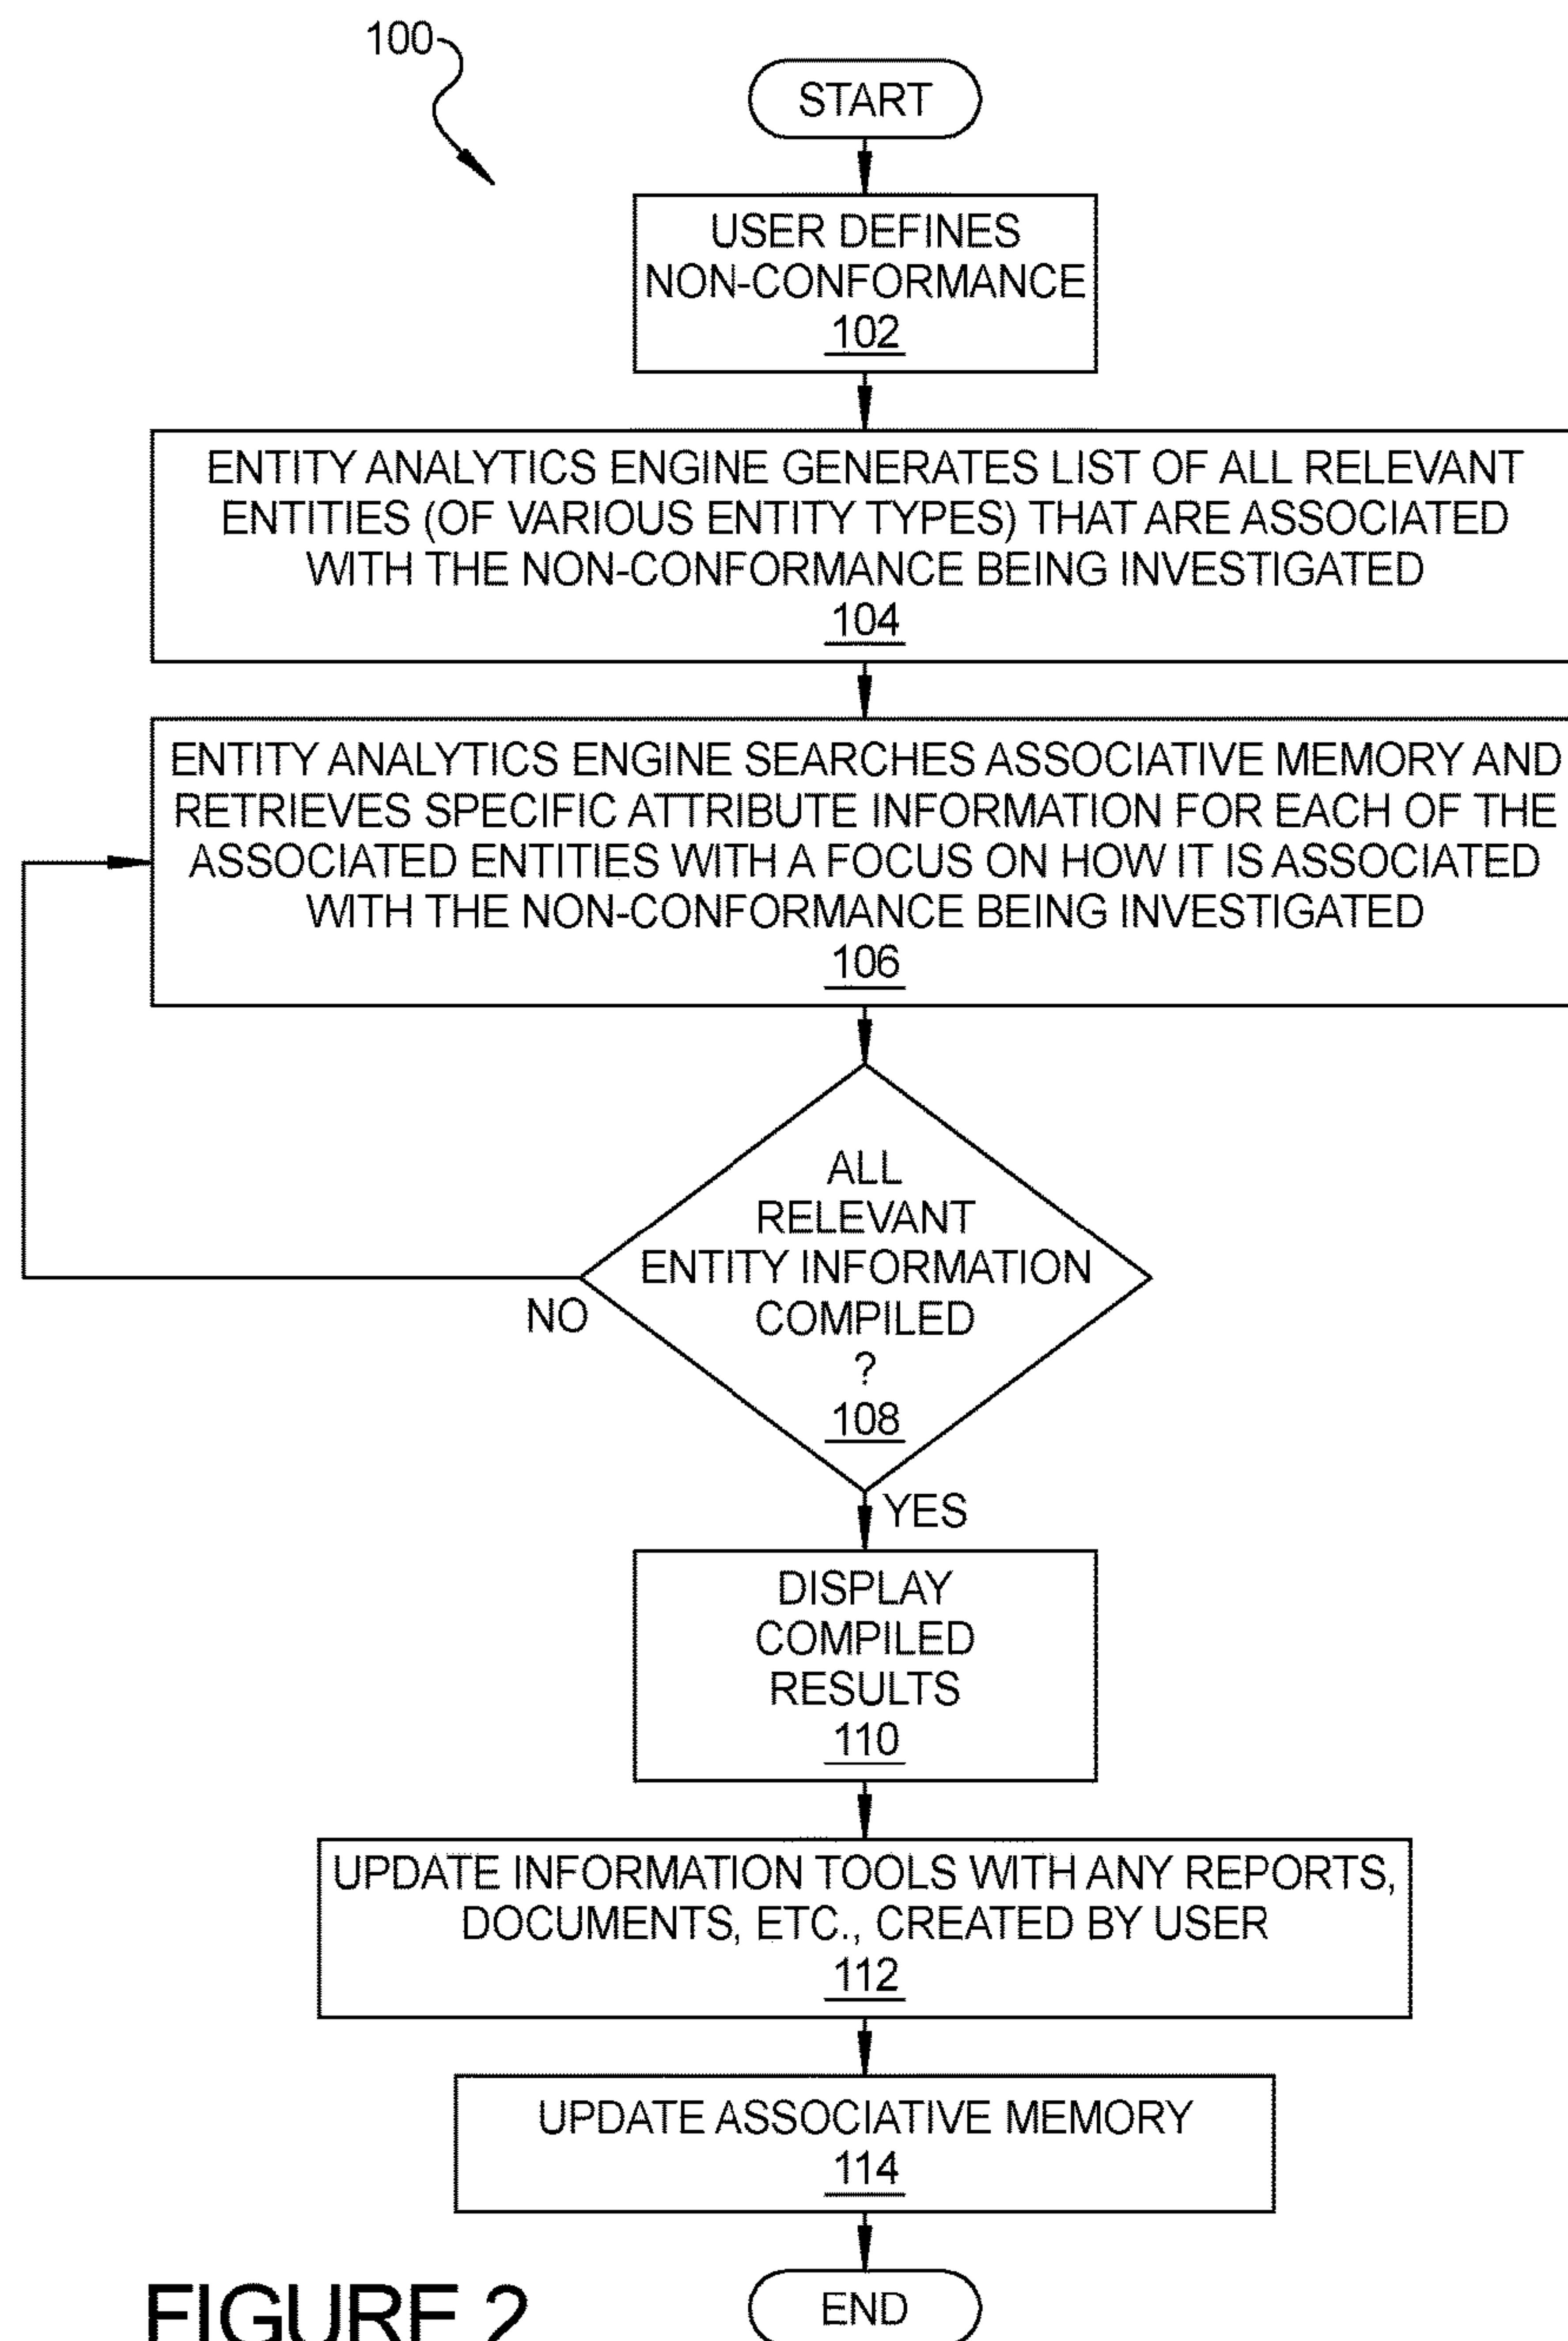 100
START
USER DEFINES
NON-CONFORMANCE
102
ENTITY ANALYTICS ENGINE GENERATES LIST OF ALL RELEVANT
ENTITIES (OF VARIOUS ENTITY TYPES) THAT ARE ASSOCIATED
WITH THE NON-CONFORMANCE BEING INVESTIGATED
104
ENTITY ANALYTICS ENGINE SEARCHES ASSOCIATIVE MEMORY AND
RETRIEVES SPECIFIC ATTRIBUTE INFORMATION FOR EACH OF THE
ASSOCIATED ENTITIES WITH A FOCUS ON HOW IT IS ASSOCIATED
WITH THE NON-CONFORMANCE BEING INVESTIGATED
106
ALL
RELEVANT
ENTITY INFORMATION
COMPILED
?
108
NO
YES
DISPLAY
COMPILED
RESULTS
110
UPDATE INFORMATION TOOLS WITH ANY REPORTS,
DOCUMENTS, ETC., CREATED BY USER
112
UPDATE ASSOCIATIVE MEMORY
114
END
FIGURE 2